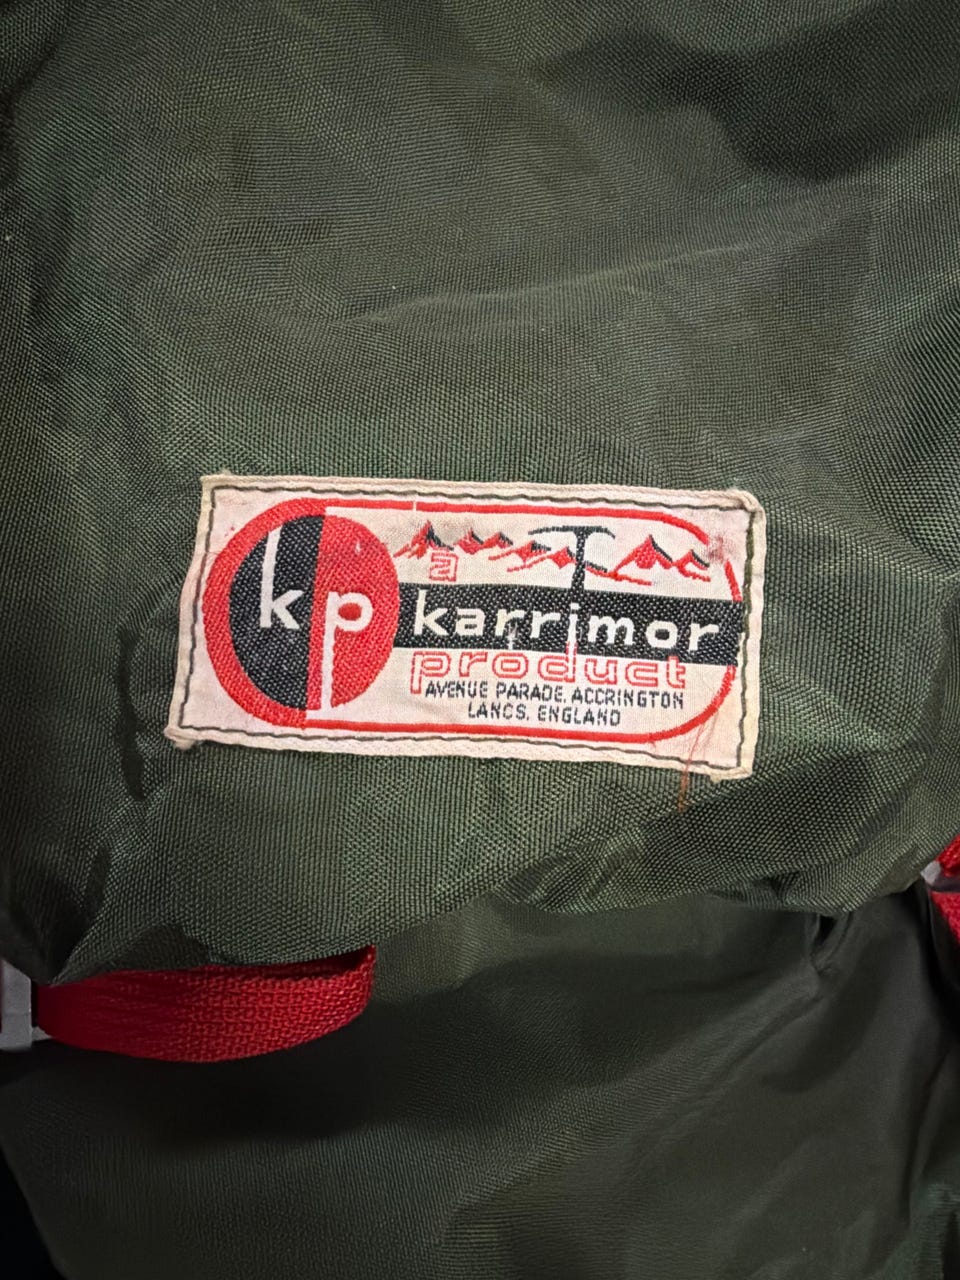 kp
a
karrimor
product
AVENUE PARADE. ACCRINGTON
LANCS. ENGLAND